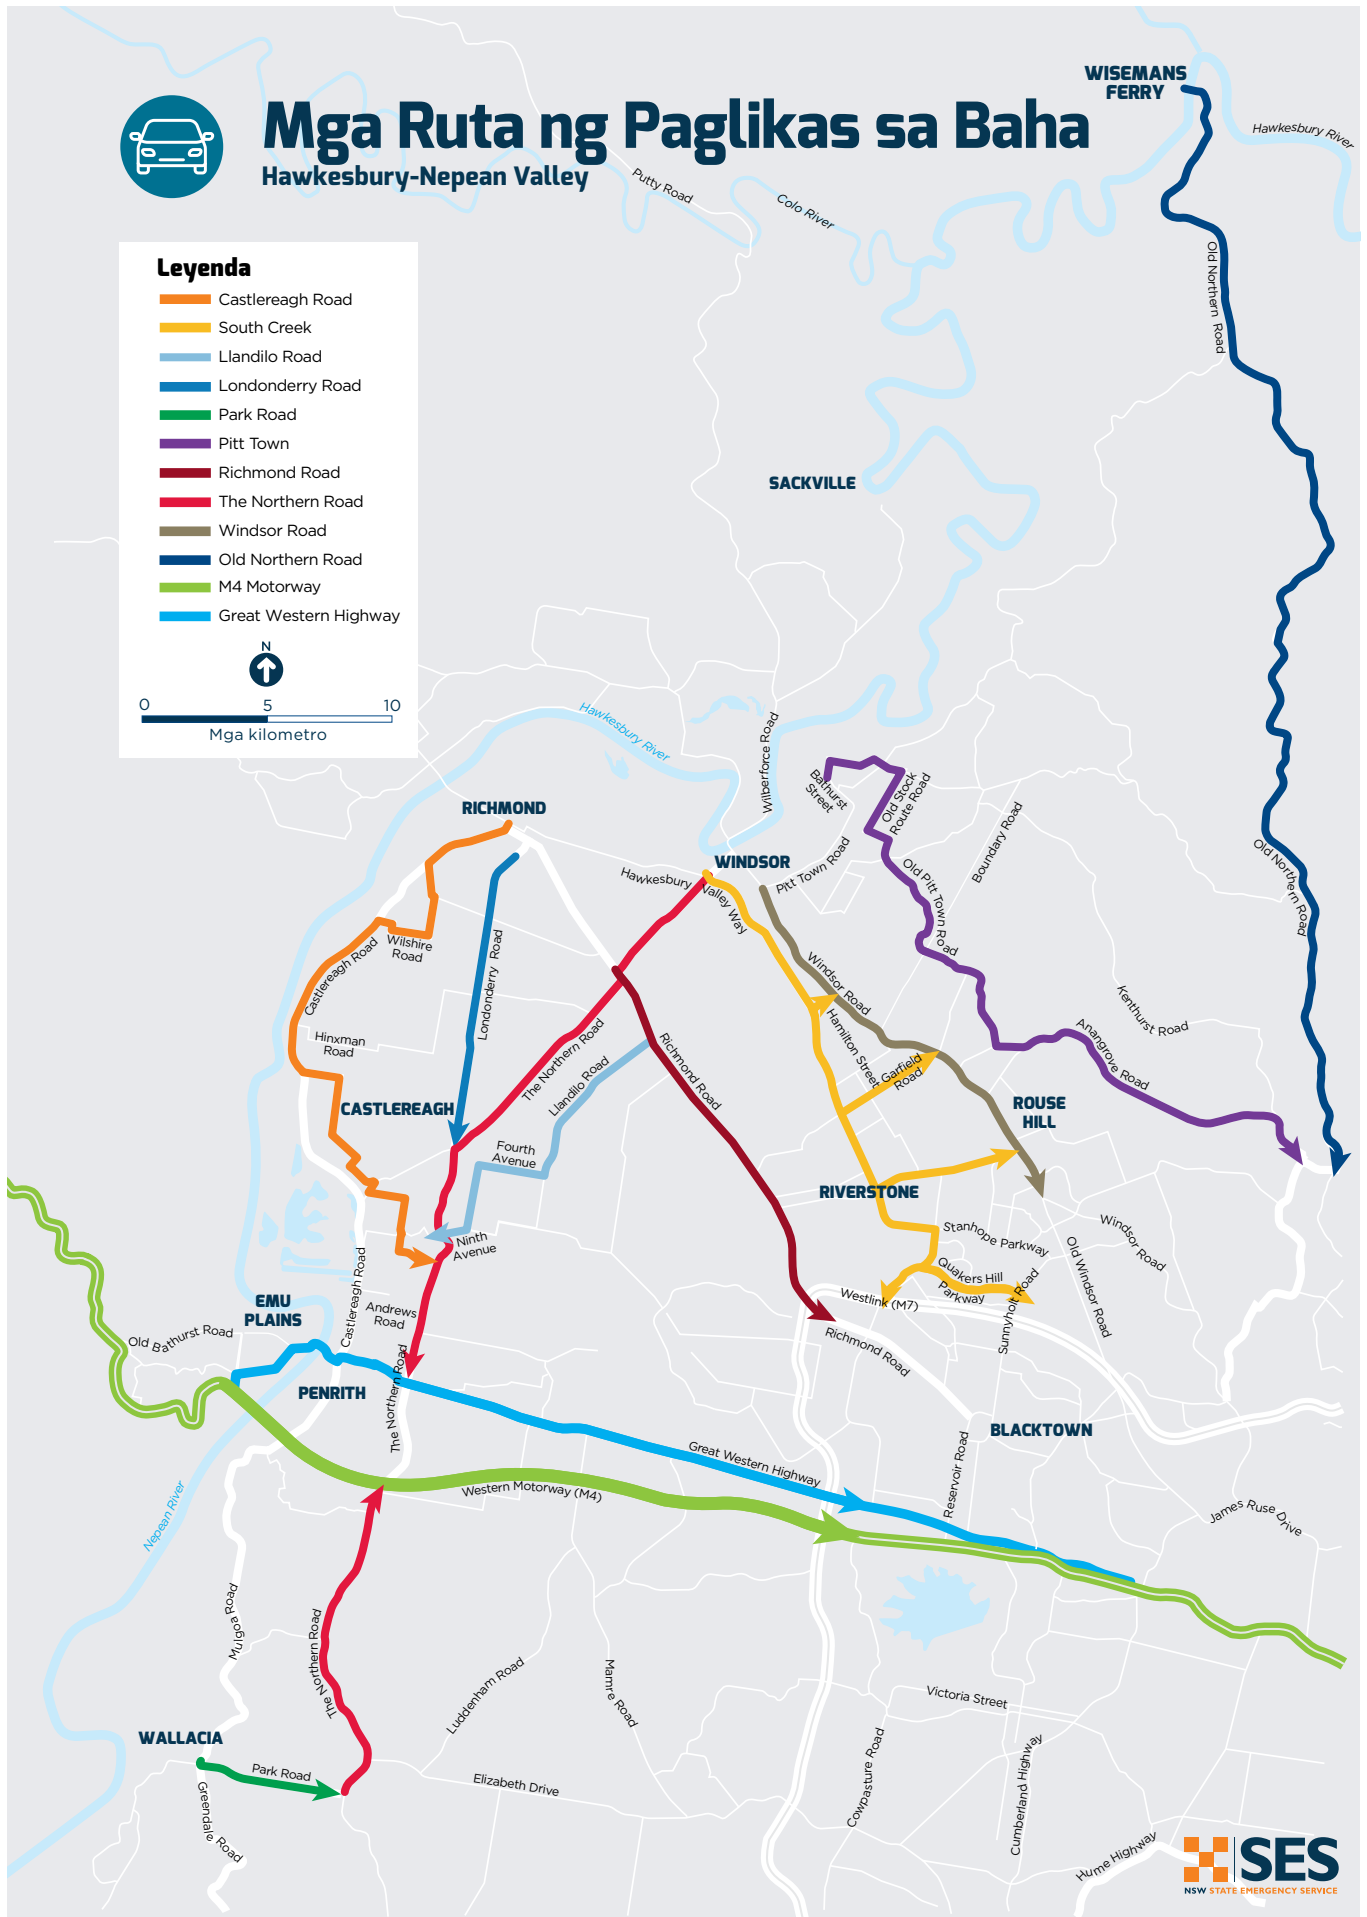 Mga Ruta ng Paglikas sa Baha
Hawkesbury-Nepean Valley
WISEMANS
FERRY
Hawkesbury River
Putty Road
Colo River
Old Northern Road
Leyenda
Castlereagh Road
South Creek
Llandilo Road
Londonderry Road
Park Road
Pitt Town
Richmond Road
The Northern Road
Windsor Road
Old Northern Road
M4 Motorway
Great Western Highway
N
0 5 10
Mga kilometro
SACKVILLE
Hawkesbury River
Wilberforce Road
Bathurst
Street
Old Stock
Route Road
RICHMOND
WINDSOR
Pitt Town Road
Boundary Road
Old Northern Road
Hawkesbury Valley Way
Old Pitt Town Road
Wilshire
Road
Castlereagh Road
Londonderry Road
Windsor Road
Kenthurst Road
Hinxman
Road
The Northern Road
Llandilo Road
Richmond Road
Hamilton Street
Garfield
Road
Anangrove Road
CASTLEREAGH
ROUSE
HILL
Fourth
Avenue
RIVERSTONE
Ninth
Avenue
Stanhope Parkway
Windsor Road
Old Windsor Road
Quakers Hill
Parkway
Sunnyholt Road
Castlereagh Road
EMU
PLAINS
Andrews
Road
Westlink (M7)
Old Bathurst Road
Richmond Road
PENRITH
The Northern Road
BLACKTOWN
Great Western Highway
Reservoir Road
Western Motorway (M4)
James Ruse Drive
Nepean River
Mulgoa Road
The Northern Road
Luddenham Road
Mamre Road
Victoria Street
WALLACIA
Park Road
Elizabeth Drive
Cowpasture Road
Cumberland Highway
Greendale Road
Hume Highway
SES
NSW STATE EMERGENCY SERVICE